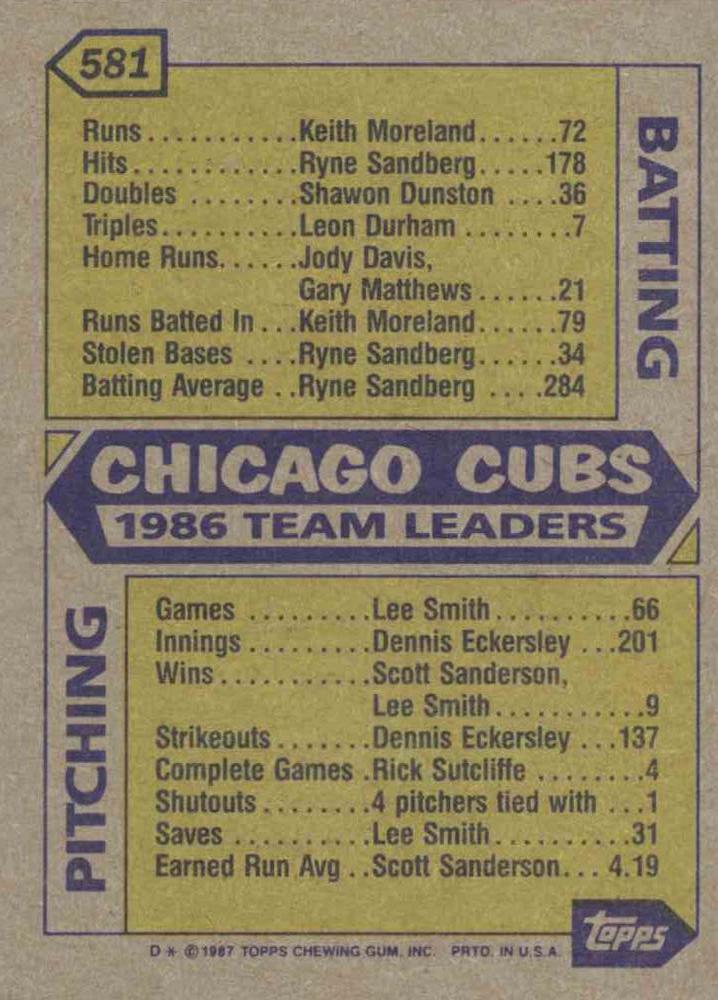 581
BATTING
Runs...........Keith Moreland......72
Hits............Ryne Sandberg.....178
Doubles ........Shawon Dunston ....36
Triples..........Leon Durham ........7
Home Runs......Jody Davis,
Gary Matthews......21
Runs Batted In...Keith Moreland......79
Stolen Bases ....Ryne Sandberg......34
Batting Average ..Ryne Sandberg ....284
CHICAGO CUBS
1986 TEAM LEADERS
PITCHING
Games .........Lee Smith..........66
Innings.........Dennis Eckersley ...201
Wins...........Scott Sanderson,
Lee Smith...........9
Strikeouts.......Dennis Eckersley ...137
Complete Games .Rick Sutcliffe ........4
Shutouts ........4 pitchers tied with ...1
Saves ..........Lee Smith...........31
Earned Run Avg ..Scott Sanderson... 4.19
topps
D * © 1987 TOPPS CHEWING GUM, INC. PRTD. IN U.S.A.